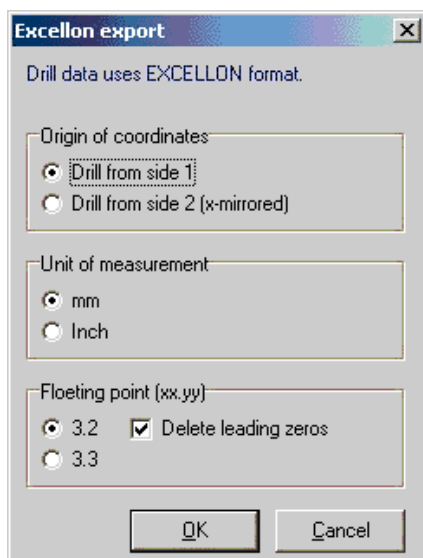 Excellon export
Drill data uses EXCELLON format.
Origin of coordinates
Drill from side 1
Drill from side 2 (x-mirrored)
Unit of measurement
mm
Inch
Floeting point (xx.yy)
3.2 Delete leading zeros
3.3
OK Cancel